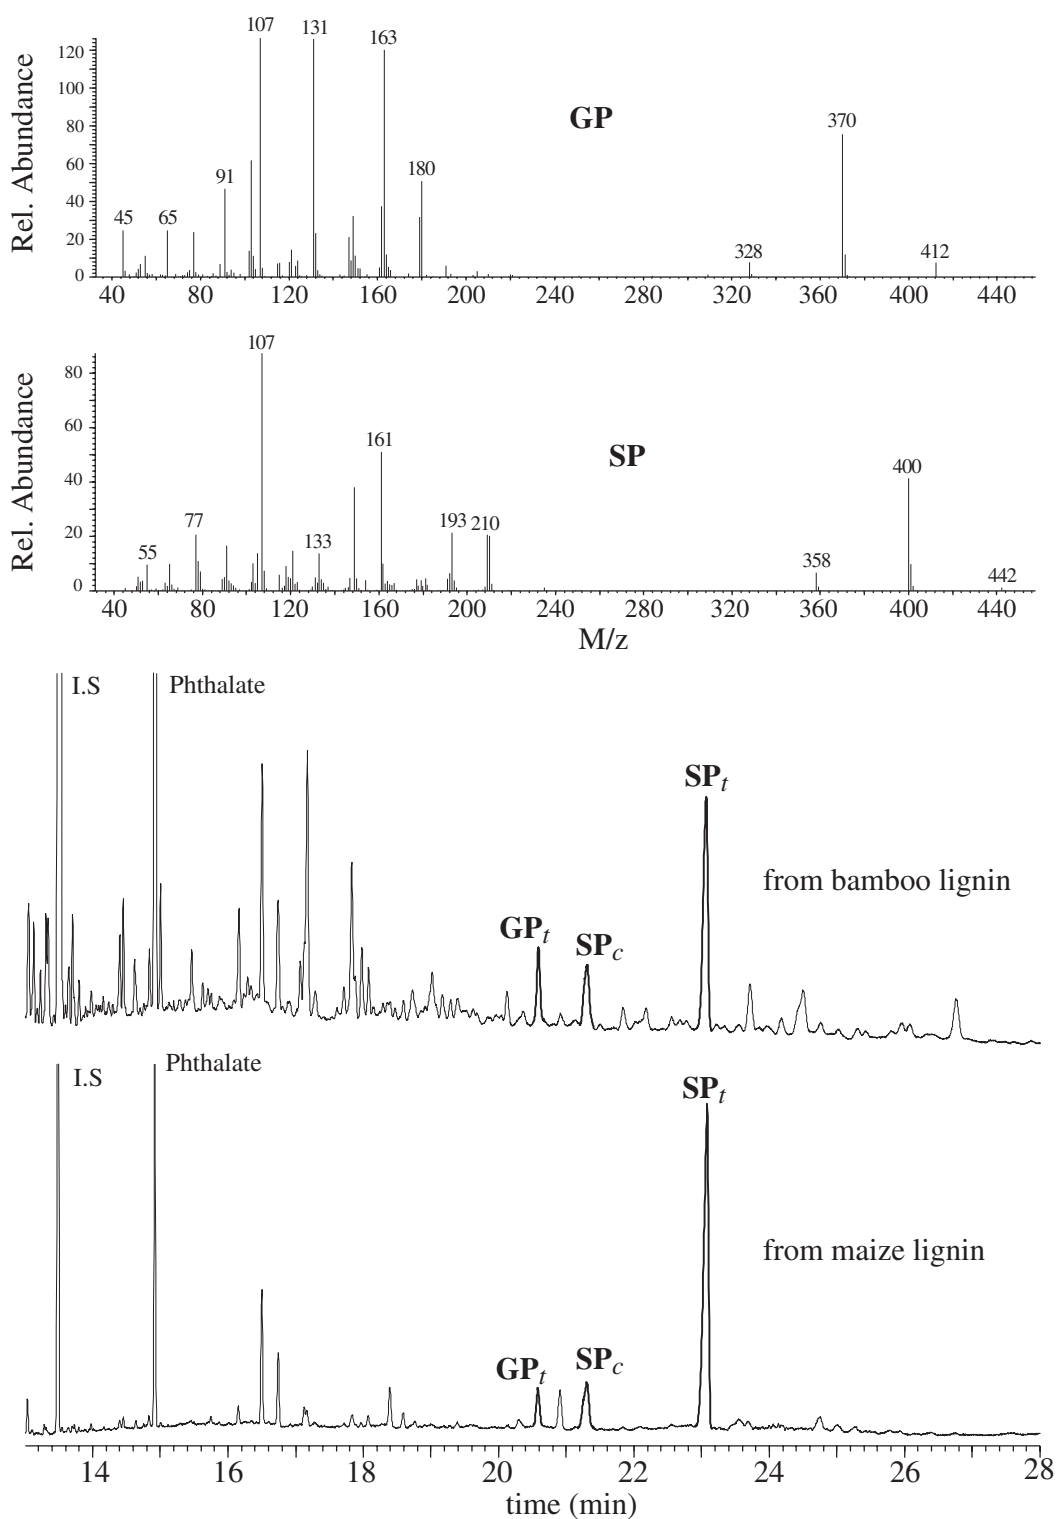 Rel. Abundance
120
100
80
60
40
20
0
107
131
163
GP
370
180
91
45
65
328
412
40 80 120 160 200 240 280 320 360 400 440
Rel. Abundance
80
60
40
20
0
107
161
SP
400
77
193 210
55
133
358
442
40 80 120 160 200 240 280 320 360 400 440
M/z
I.S
Phthalate
SPt
from bamboo lignin
GPt
SPc
I.S
Phthalate
SPt
from maize lignin
GPt
SPc
14 16 18 20 22 24 26 28
time (min)